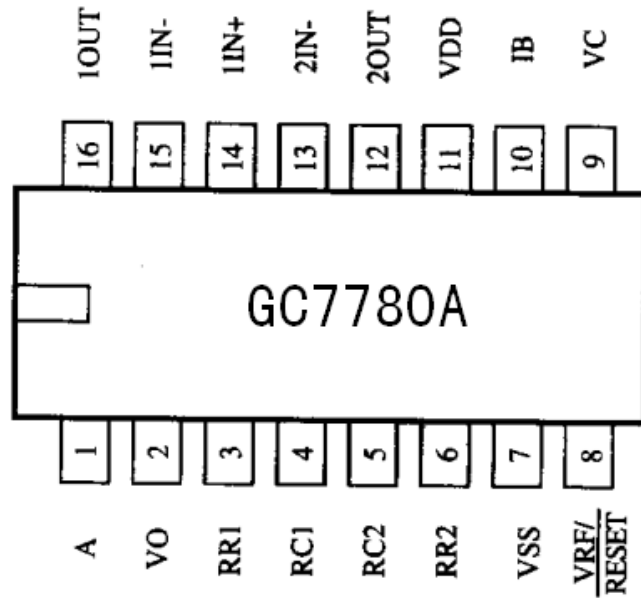 1OUT
1IN-
1IN+
2IN-
2OUT
VDD
IB
VC
16
15
14
13
12
11
10
9
GC7780A
1
2
3
4
5
6
7
8
A
VO
RR1
RC1
RC2
RR2
VSS
VRF/
RESET